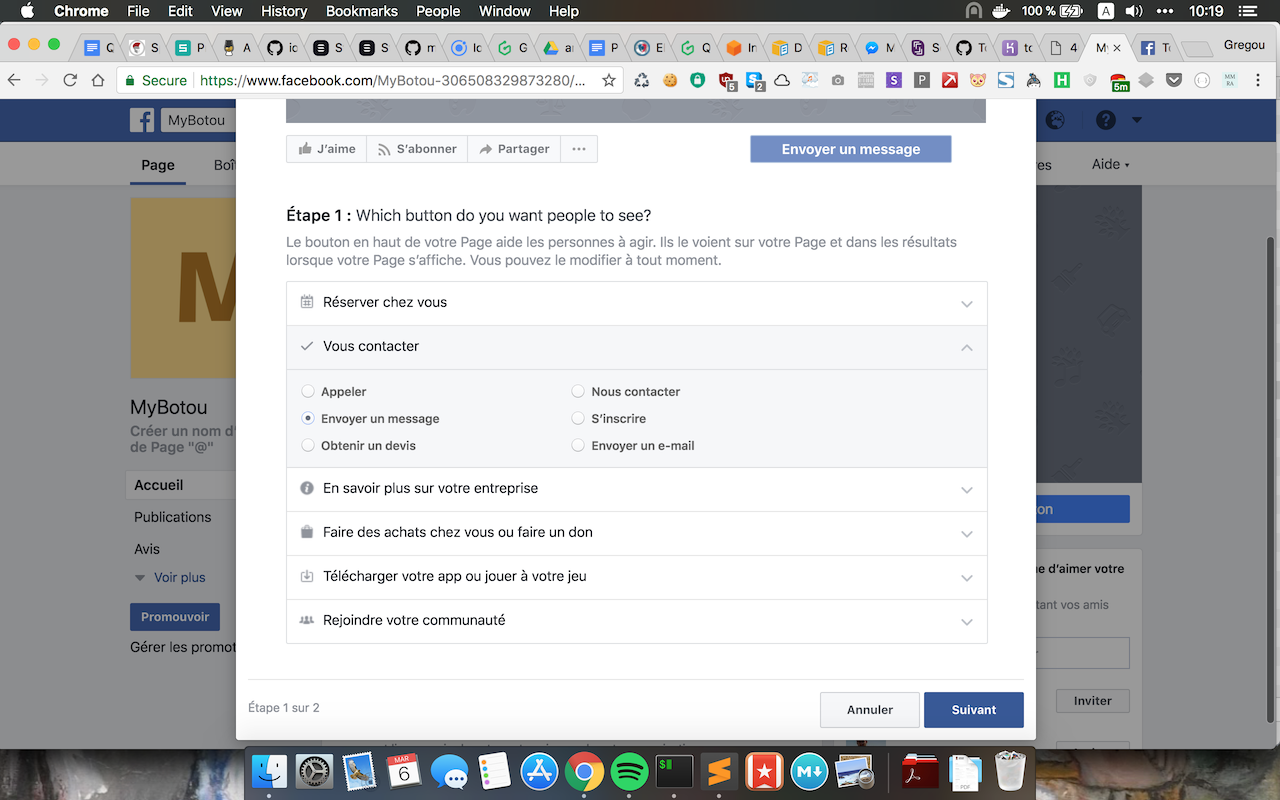 Chrome File Edit View History Bookmarks People Window Help 100 % A 10:19
Gregou
Secure https://www.facebook.com/MyBotou-306508329873280/...
MyBotou
J'aime S'abonner Partager Envoyer un message
Page Aide
MyBotou
Créer un nom
de Page "@"
Accueil
Publications
Avis
Voir plus
Promouvoir
Gérer les
Étape 1 : Which button do you want people to see?
Le bouton en haut de votre Page aide les personnes à agir. Ils le voient sur votre Page et dans les résultats
lorsque votre Page s'affiche. Vous pouvez le modifier à tout moment.
Réserver chez vous
Vous contacter
Appeler Nous contacter
Envoyer un message S'inscrire
Obtenir un devis Envoyer un e-mail
En savoir plus sur votre entreprise
Faire des achats chez vous ou faire un don
Télécharger votre app ou jouer à votre jeu
Rejoindre votre communauté
Étape 1 sur 2 Annuler Suivant
d'aimer votre
vos amis
Inviter
MAR
6